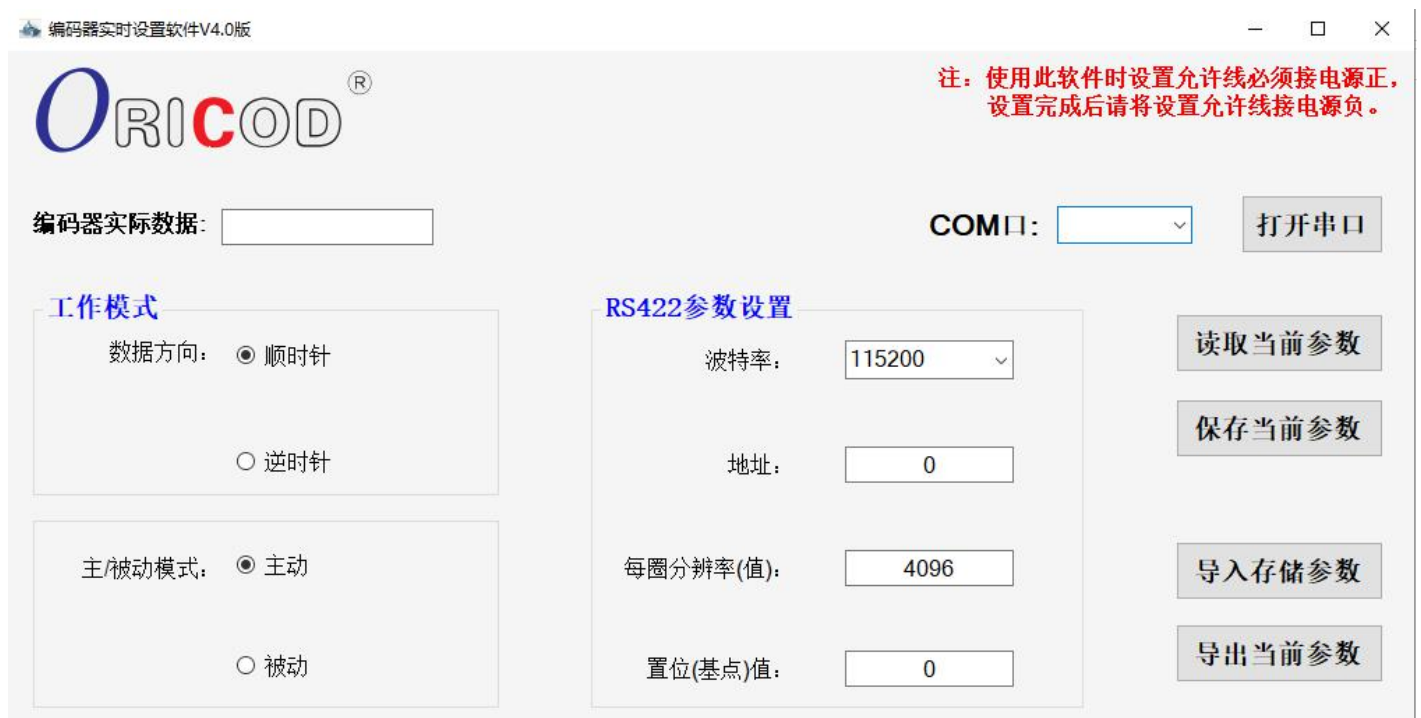 编码器实时设置软件V4.0版
ORICOD®
注：使用此软件时设置允许线必须接电源正，
设置完成后请将设置允许线接电源负。
编码器实际数据:
COM口:
打开串口
工作模式
数据方向：
顺时针
逆时针
主/被动模式：
主动
被动
RS422参数设置
波特率：
115200
地址：
0
每圈分辨率(值)：
4096
置位(基点)值：
0
读取当前参数
保存当前参数
导入存储参数
导出当前参数